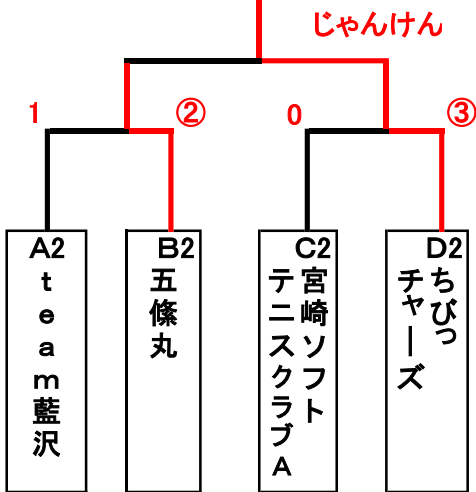 じゃんけん
1
②
0
③
A2
team藍沢
B2
五條丸
C2
宮崎ソフト
テニスクラブA
D2
ちびっ
チャーズ